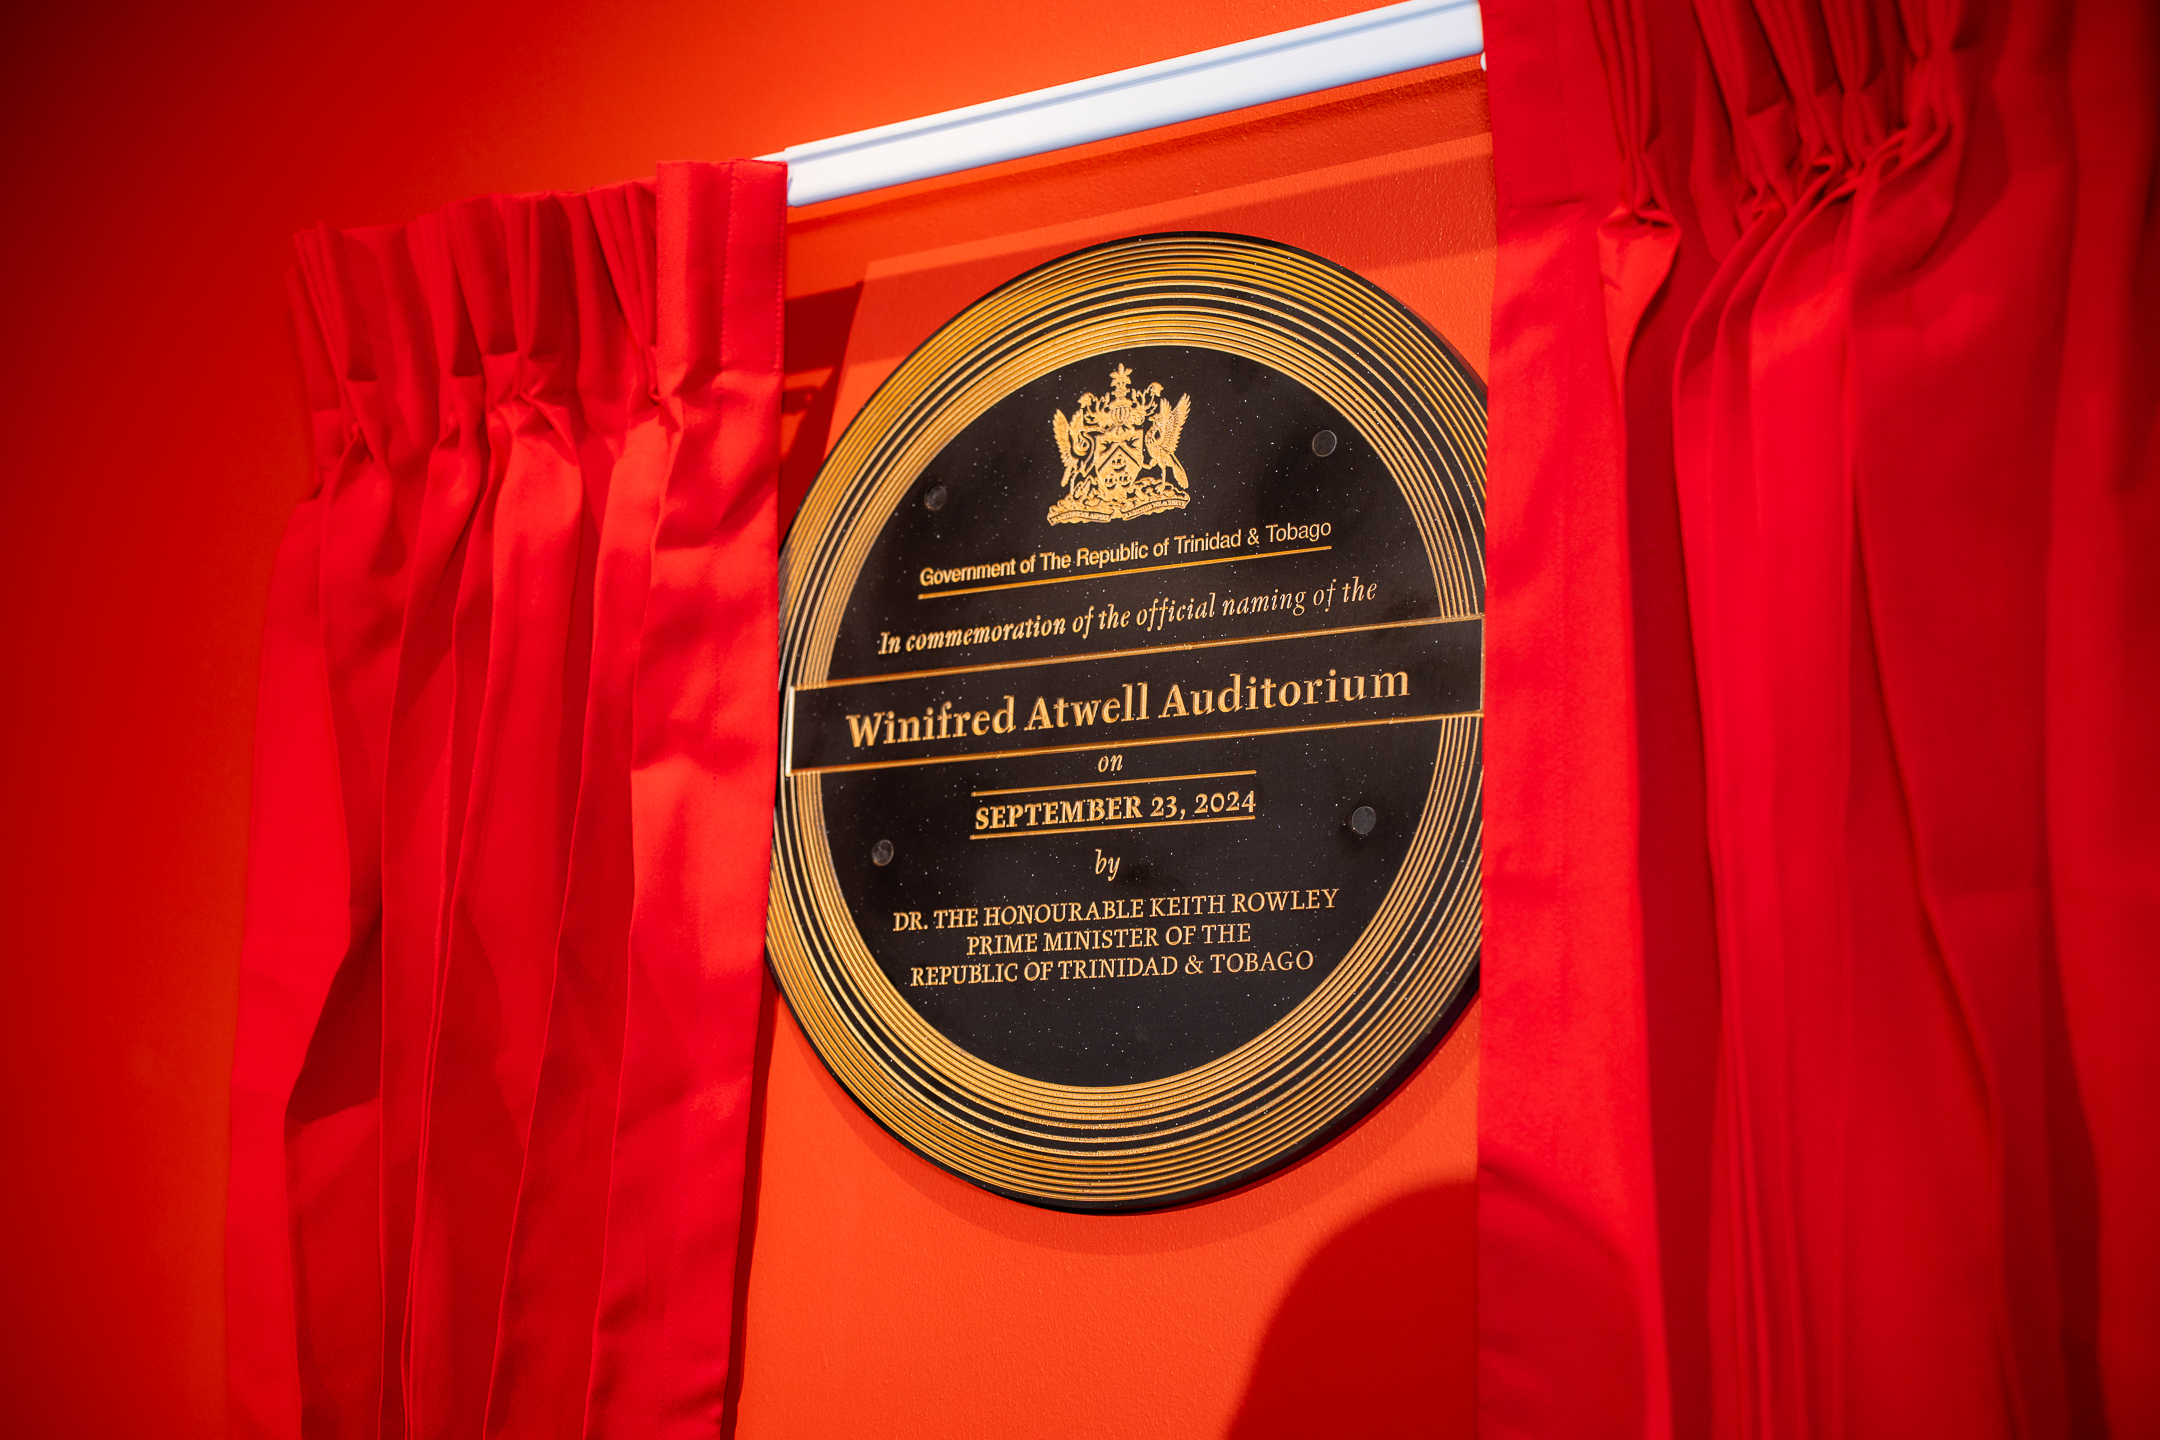 Government of The Republic of Trinidad & Tobago
In commemoration of the official naming of the
Winifred Atwell Auditorium
on
SEPTEMBER 23, 2024
by
DR. THE HONOURABLE KEITH ROWLEY
PRIME MINISTER OF THE
REPUBLIC OF TRINIDAD & TOBAGO